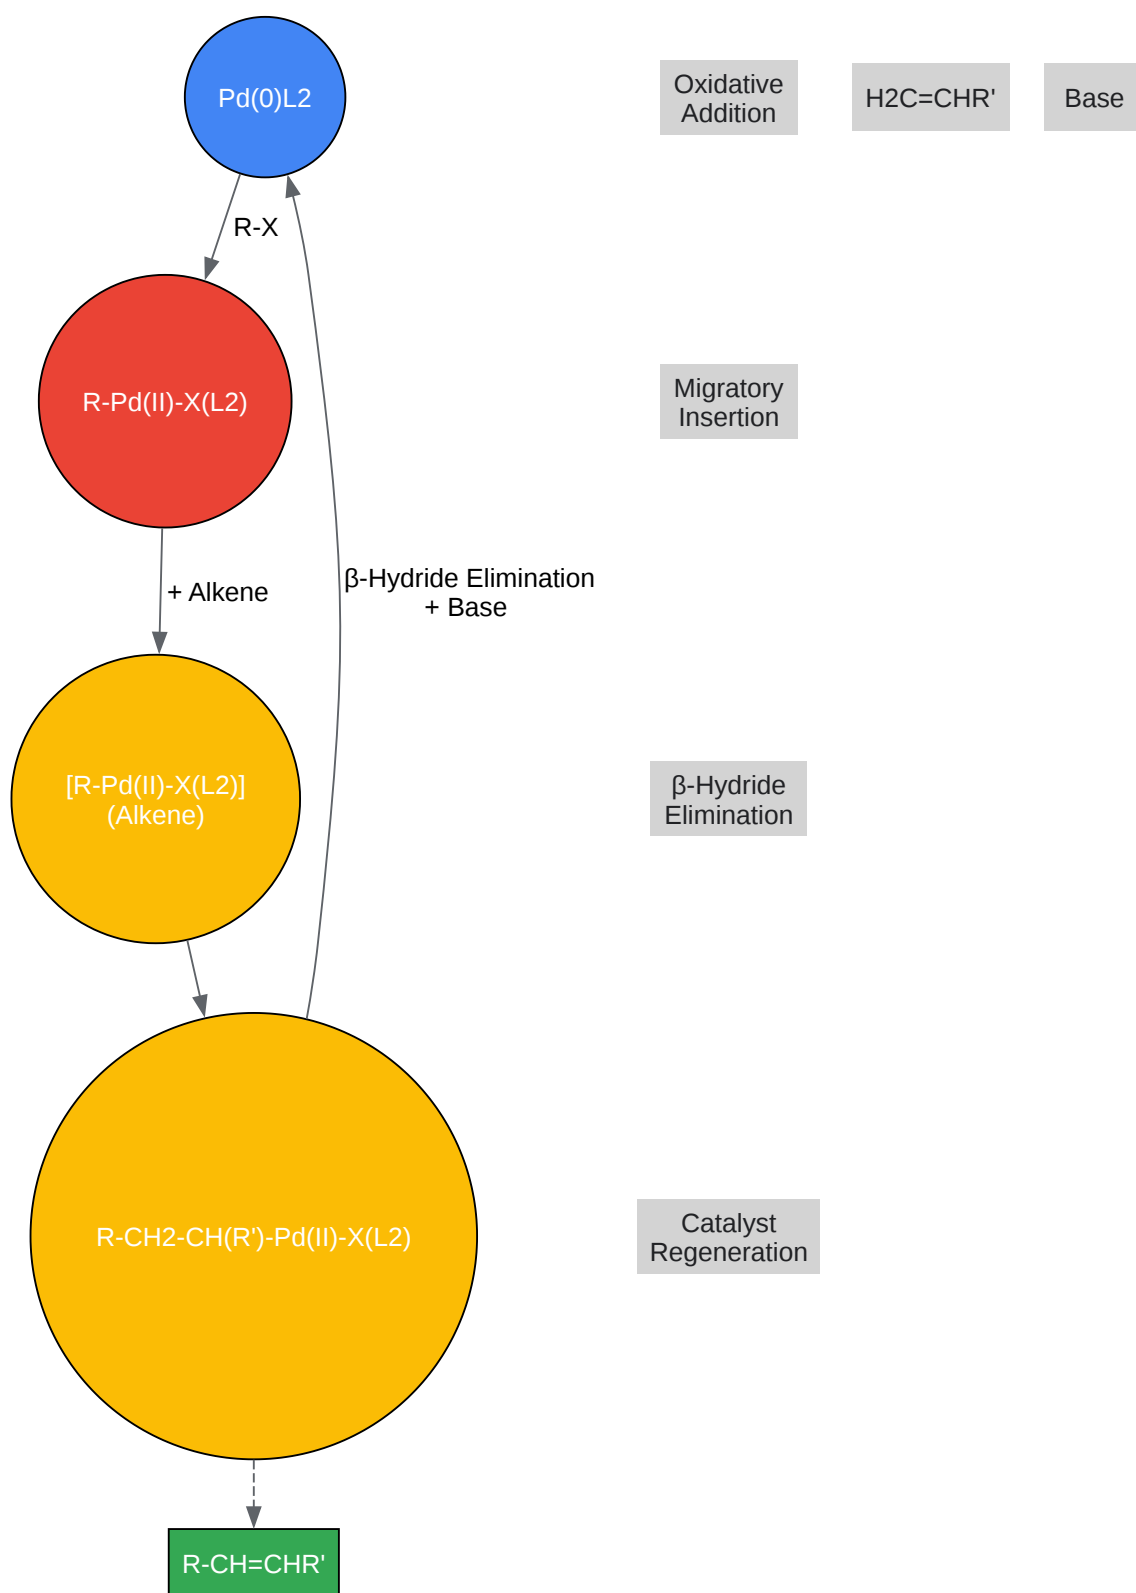 Pd(0)L2
Oxidative
Addition
H2C=CHR'
Base
R-X
R-Pd(II)-X(L2)
Migratory
Insertion
+ Alkene
β-Hydride Elimination
+ Base
[R-Pd(II)-X(L2)]
(Alkene)
β-Hydride
Elimination
R-CH2-CH(R')-Pd(II)-X(L2)
Catalyst
Regeneration
R-CH=CHR'